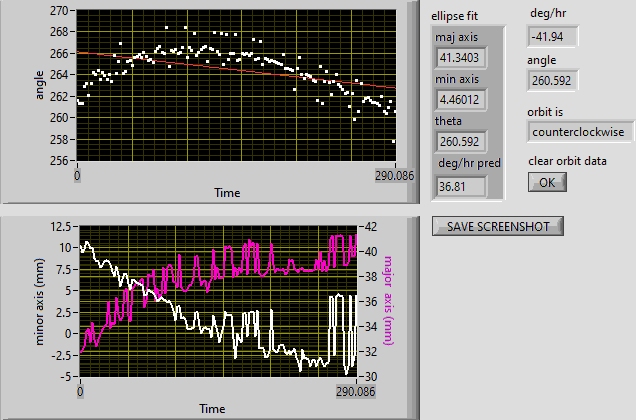 270
268
266
264
262
260
258
256
angle
0
290.086
Time
ellipse fit
maj axis
41.3403
min axis
4.46012
theta
260.592
deg/hr pred
36.81
deg/hr
-41.94
angle
260.592
orbit is
counterclockwise
clear orbit data
OK
SAVE SCREENSHOT
12.5
10
7.5
5
2.5
0
-2.5
-5
minor axis (mm)
42
40
38
36
34
32
30
major axis (mm)
0
290.086
Time